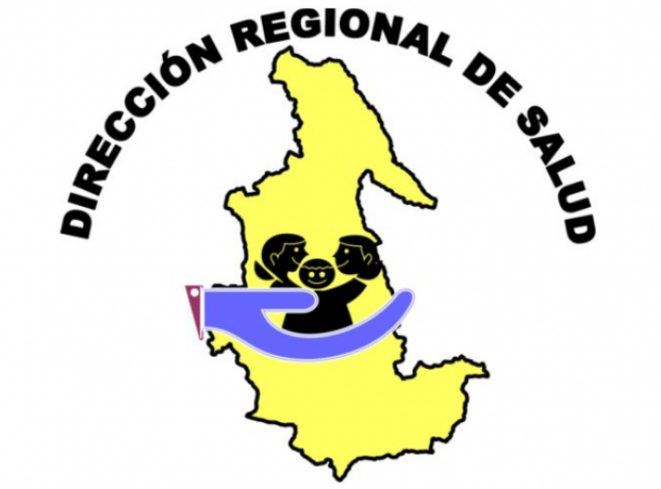 DIRECCIÓN REGIONAL DE SALUD